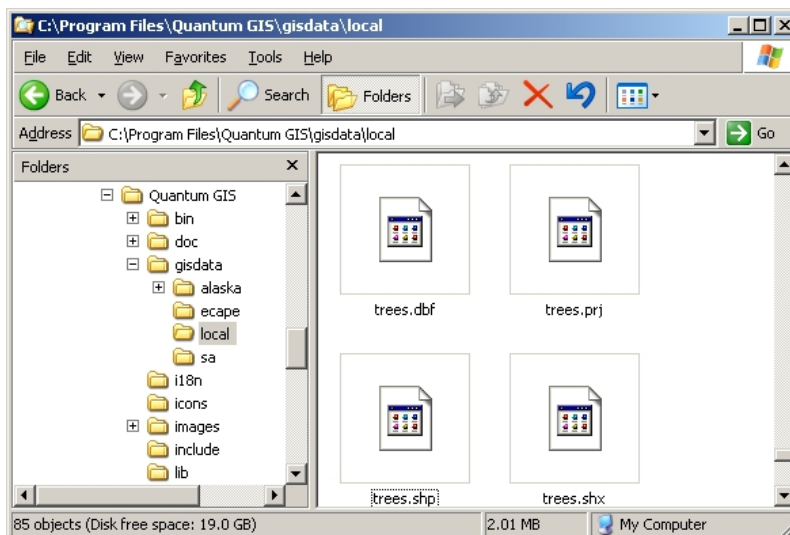 C:\Program Files\Quantum GIS\gisdata\local
File Edit View Favorites Tools Help
Back Search Folders
Address C:\Program Files\Quantum GIS\gisdata\local Go
Folders x
Quantum GIS
bin
doc
gisdata
alaska
ecape
local
sa
i18n
icons
images
include
lib
trees.dbf trees.prj
trees.shp trees.shx
85 objects (Disk free space: 19.0 GB) 2.01 MB My Computer